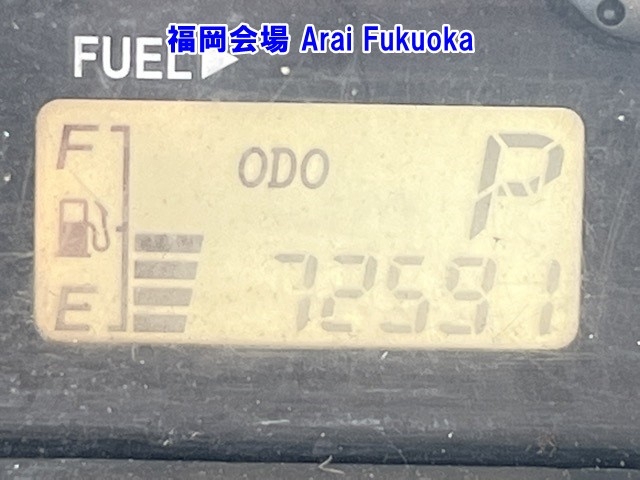 福岡会場 Arai Fukuoka
FUEL
F
ODO
P
E
72591